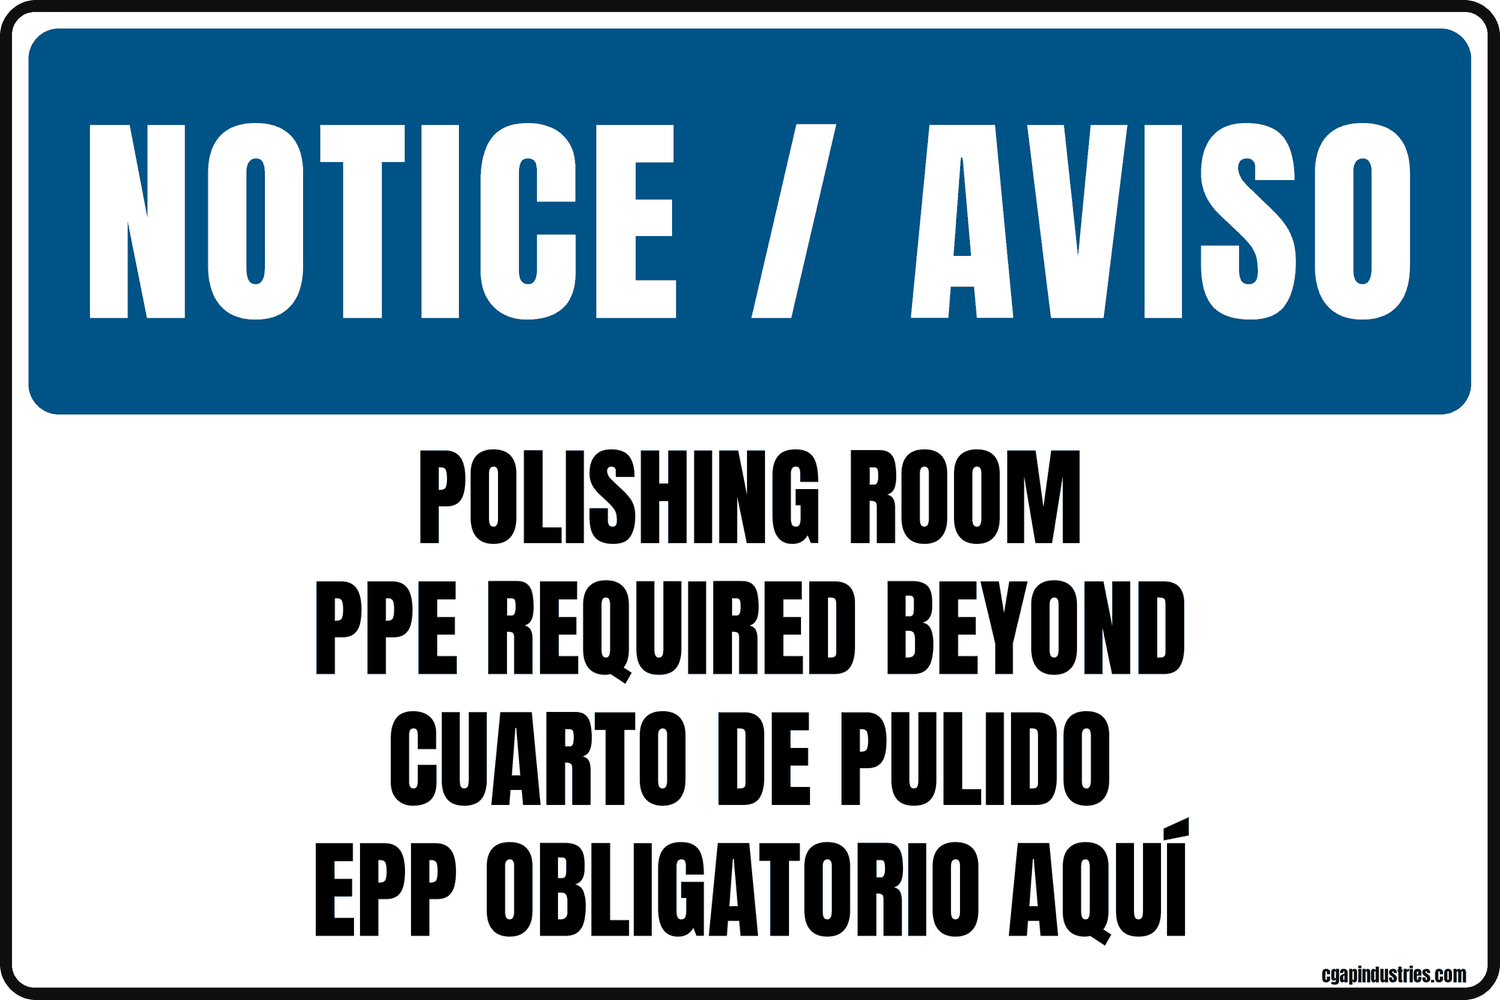 NOTICE / AVISO
POLISHING ROOM
PPE REQUIRED BEYOND
CUARTO DE PULIDO
EPP OBLIGATORIO AQUÍ
cgapindustries.com